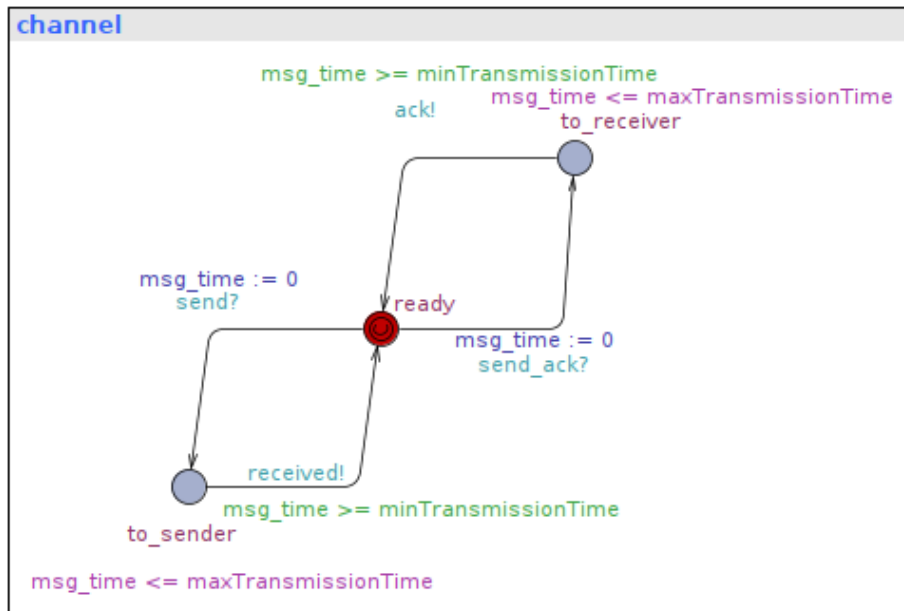 channel
msg_time >= minTransmissionTime
msg_time <= maxTransmissionTime
ack!
to_receiver
msg_time := 0
send?
ready
msg_time := 0
send_ack?
received!
msg_time >= minTransmissionTime
to_sender
msg_time <= maxTransmissionTime